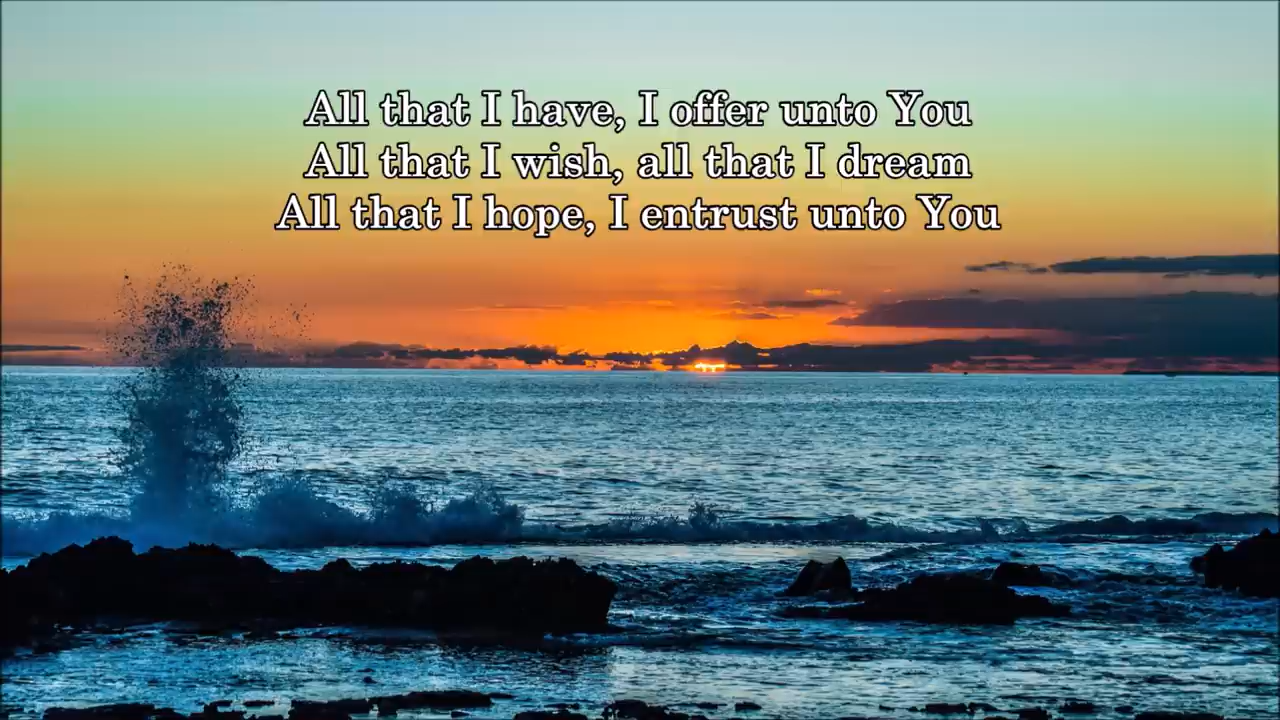 All that I have, I offer unto You
All that I wish, all that I dream
All that I hope, I entrust unto You